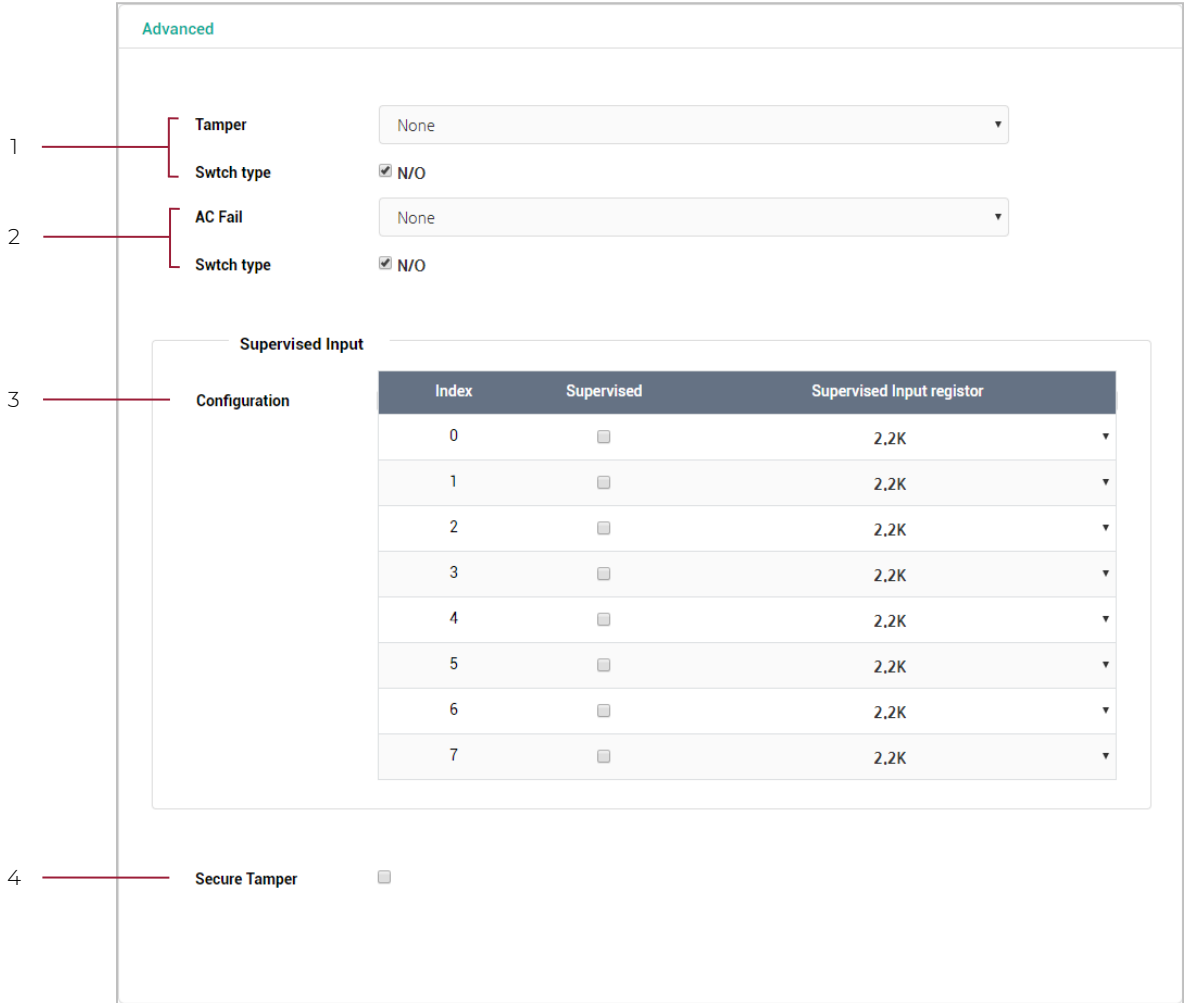 Advanced
1
Tamper
None
Swtch type
N/O
2
AC Fail
None
Swtch type
N/O
Supervised Input
3
Configuration
Index Supervised Supervised Input registor
0 2,2K
1 2,2K
2 2,2K
3 2,2K
4 2,2K
5 2,2K
6 2,2K
7 2,2K
4
Secure Tamper